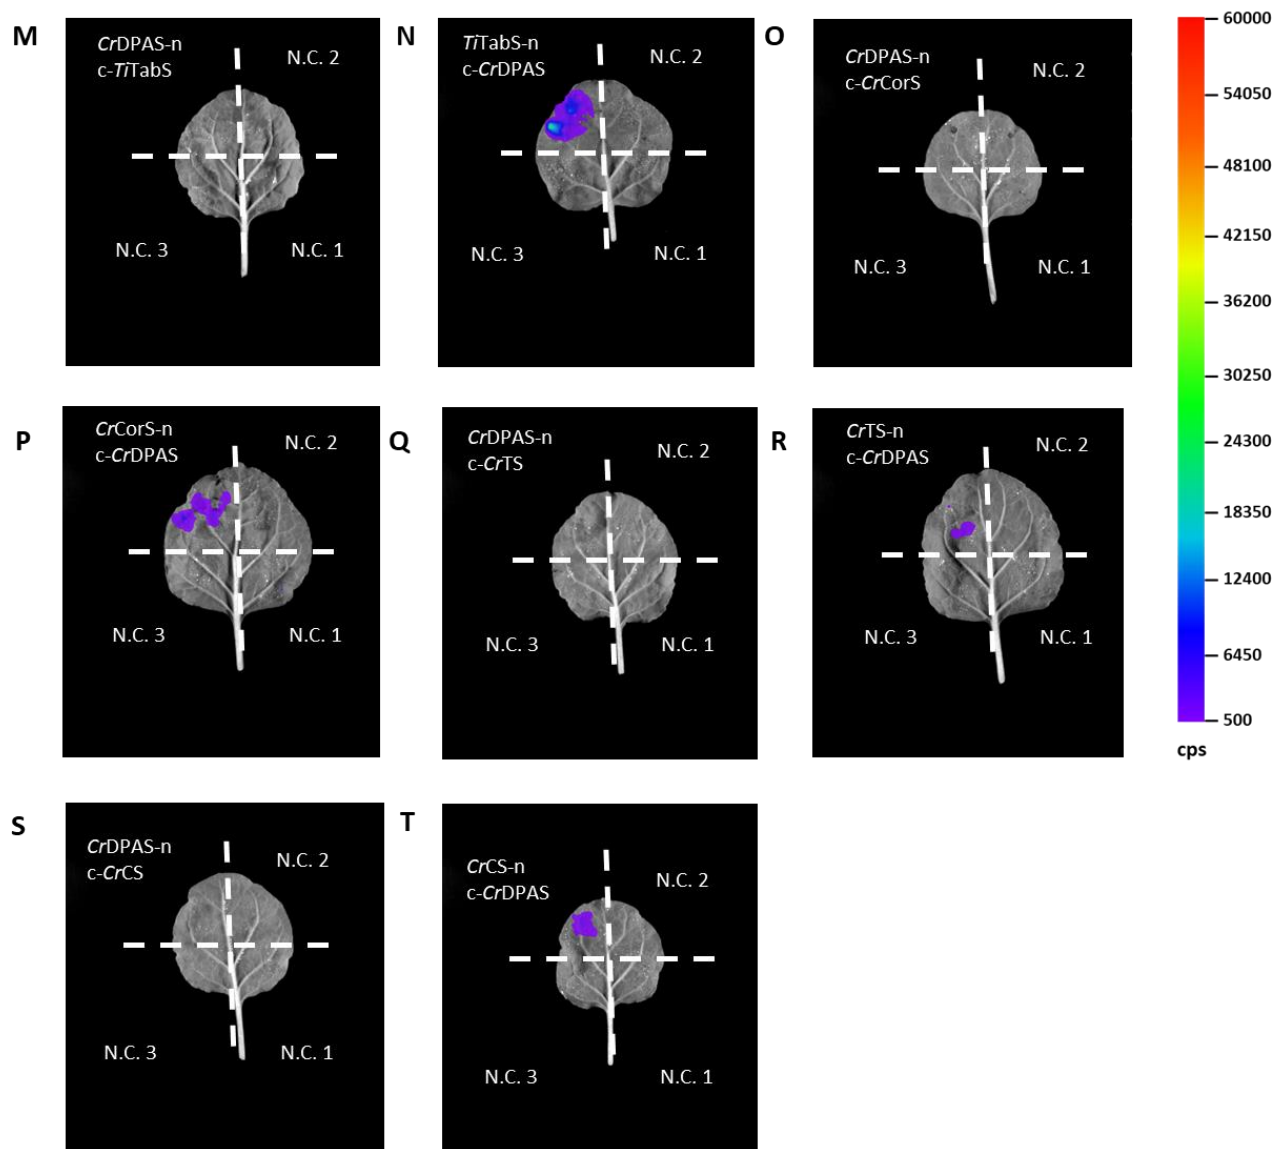 M
CrDPAS-n
c-TiTabS
N.C. 2
N.C. 3
N.C. 1
N
TiTabS-n
c-CrDPAS
N.C. 2
N.C. 3
N.C. 1
O
CrDPAS-n
c-CrCorS
N.C. 2
N.C. 3
N.C. 1
P
CrCorS-n
c-CrDPAS
N.C. 2
N.C. 3
N.C. 1
Q
CrDPAS-n
c-CrTS
N.C. 2
N.C. 3
N.C. 1
R
CrTS-n
c-CrDPAS
N.C. 2
N.C. 3
N.C. 1
S
CrDPAS-n
c-CrCS
N.C. 2
N.C. 3
N.C. 1
T
CrCS-n
c-CrDPAS
N.C. 2
N.C. 3
N.C. 1
60000
54050
48100
42150
36200
30250
24300
18350
12400
6450
500
cps